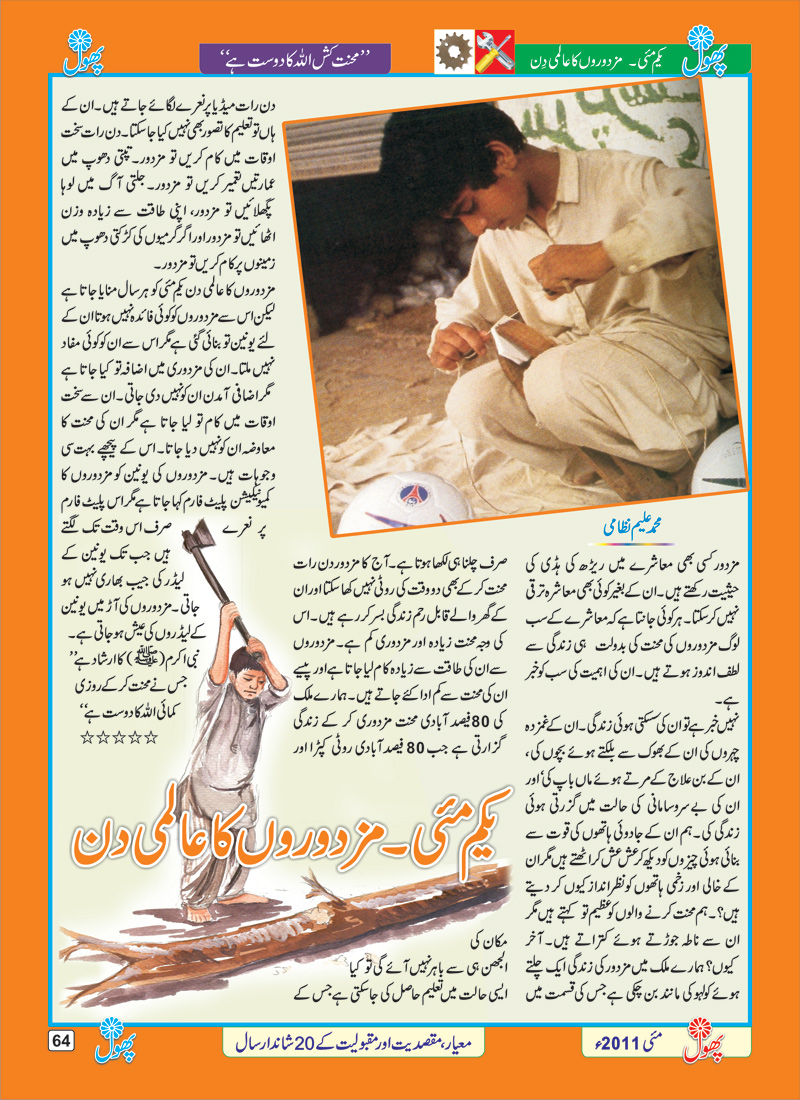 پھول
یکم مئی ۔ مزدوروں کا عالمی دِن
’’محنت کش اللہ کا دوست ہے‘‘
پھول
محمد علیم نظامی
مزدور کسی بھی معاشرے میں ریڑھ کی ہڈی کی
حیثیت رکھتے ہیں۔ ان کے بغیر کوئی بھی معاشرہ ترقی
نہیں کر سکتا۔ ہر کوئی جانتا ہے کہ معاشرے کے سب
لوگ مزدوروں کی محنت کی بدولت ہی زندگی سے
لطف اندوز ہوتے ہیں۔ ان کی اہمیت کی سب کو خبر
ہے۔
نہیں خبر ہے تو ان کی سسکتی ہوئی زندگی۔ ان کے غمزدہ
چہروں کی ان کے بھوک سے بلکتے ہوئے بچوں کی،
ان کے بن علاج کے مرتے ہوئے ماں باپ کی‘ اور
ان کی بے سروسامانی کی حالت میں گزرتی ہوئی
زندگی کی۔ ہم ان کے جادوئی ہاتھوں کی قوت سے
بنائی ہوئی چیزوں کو دیکھ کر عش عش کر اٹھتے ہیں مگر ان
کے خالی اور زخمی ہاتھوں کو نظر انداز کیوں کر دیتے
ہیں؟۔ ہم محنت کرنے والوں کو عظیم تو کہتے ہیں مگر
ان سے ناطہ جوڑتے ہوئے کتراتے ہیں۔ آخر
کیوں؟ ہمارے ملک میں مزدور کی زندگی ایک چلتے
ہوئے کولہو کی مانند بن چکی ہے جس کی قسمت میں
صرف چلنا ہی لکھا ہوتا ہے۔ آج کا مزدور دن رات
محنت کر کے بھی دو وقت کی روٹی نہیں کھا سکتا اور ان
کے گھر والے قابل رحم زندگی بسر کر رہے ہیں۔ اس
کی وجہ محنت زیادہ اور مزدوری کم ہے۔ مزدوروں
سے ان کی طاقت سے زیادہ کام لیا جاتا ہے اور پیسے
ان کی محنت سے کم ادا کئے جاتے ہیں۔ ہمارے ملک
کی 80 فیصد آبادی محنت مزدوری کر کے زندگی
گزارتی ہے جب 80 فیصد آبادی روٹی کپڑا اور
یکم مئی ۔ مزدوروں کا عالمی دن
مکان کی
الجھن ہی سے باہر نہیں آئے گی تو کیا
ایسی حالت میں تعلیم حاصل کی جا سکتی ہے جس کے
دن رات میڈیا پر نعرے لگائے جاتے ہیں۔ ان کے
ہاں تو تعلیم کا تصور بھی نہیں کیا جا سکتا۔ دن رات سخت
اوقات میں کام کریں تو مزدور۔ تپتی دھوپ میں
عمارتیں تعمیر کریں تو مزدور۔ جلتی آگ میں لوہا
پگھلائیں تو مزدور، اپنی طاقت سے زیادہ وزن
اٹھائیں تو مزدور اور اگر گرمیوں کی کڑکتی دھوپ میں
زمینوں پر کام کریں تو مزدور۔
مزدوروں کا عالمی دن یکم مئی کو ہر سال منایا جاتا ہے
لیکن اس سے مزدوروں کو کوئی فائدہ نہیں ہوتا ان کے
لئے یونین تو بنائی گئی ہے مگر اس سے ان کو کوئی مفاد
نہیں ملتا۔ ان کی مزدوری میں اضافہ تو کیا جاتا ہے
مگر اضافی آمدن ان کو نہیں دی جاتی۔ ان سے سخت
اوقات میں کام تو لیا جاتا ہے مگر ان کی محنت کا
معاوضہ ان کو نہیں دیا جاتا۔ اس کے پیچھے بہت سی
وجوہات ہیں۔ مزدوروں کی یونین کو مزدوروں کا
کمیونیکیشن پلیٹ فارم کہا جاتا ہے مگر اس پلیٹ فارم
پر نعرے صرف اس وقت تک لگتے
ہیں جب تک یونین کے
لیڈر کی جیب بھاری نہیں ہو
جاتی۔ مزدوروں کی آڑ میں یونین
کے لیڈروں کی عیش ہو جاتی ہے۔
نبی اکرم (ﷺ) کا ارشاد ہے’’
جس نے محنت کر کے روزی
کمائی اللہ کا دوست ہے‘‘
☆☆☆☆☆
64
پھول
معیار، مقصدیت اور مقبولیت کے 20 شاندار سال
مئی 2011ء
پھول